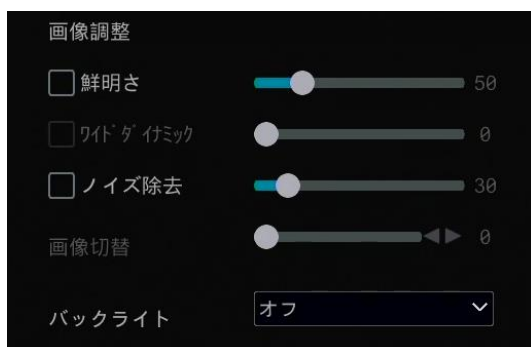 画像調整
鮮明さ 50
ﾜｲﾄﾞﾀﾞｲﾅﾐｯｸ 0
ノイズ除去 30
画像切替 0
バックライト オフ